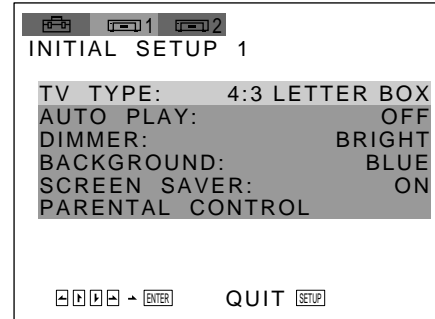 1 2
INITIAL SETUP 1
TV TYPE: 4:3 LETTER BOX
AUTO PLAY: OFF
DIMMER: BRIGHT
BACKGROUND: BLUE
SCREEN SAVER: ON
PARENTAL CONTROL
ENTER QUIT SETUP